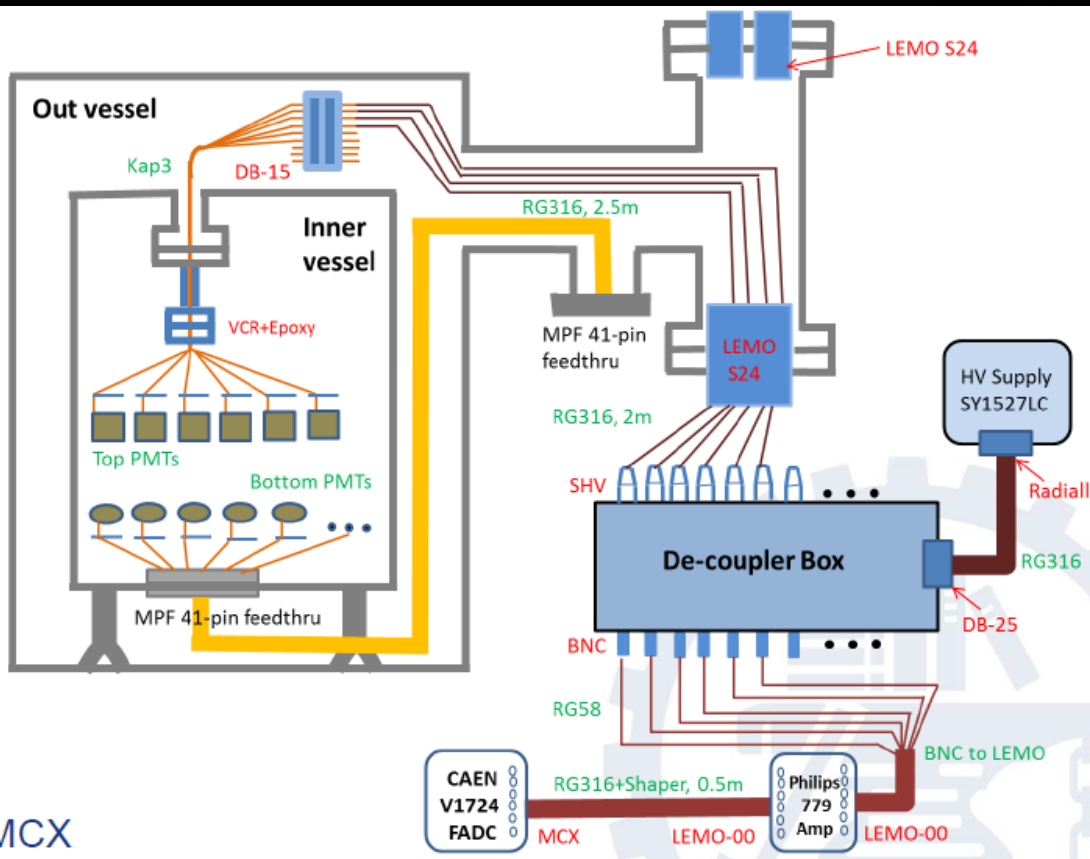 LEMO S24
Out vessel
Kap3
DB-15
RG316, 2.5m
Inner
vessel
VCR+Epoxy
MPF 41-pin
feedthru
LEMO
S24
HV Supply
SY1527LC
RG316, 2m
Top PMTs
Bottom PMTs
SHV
Radiall
De-coupler Box
RG316
MPF 41-pin feedthru
DB-25
BNC
RG58
BNC to LEMO
CAEN
V1724
FADC
RG316+Shaper, 0.5m
Philips
779
Amp
MCX
LEMO-00
LEMO-00
MCX